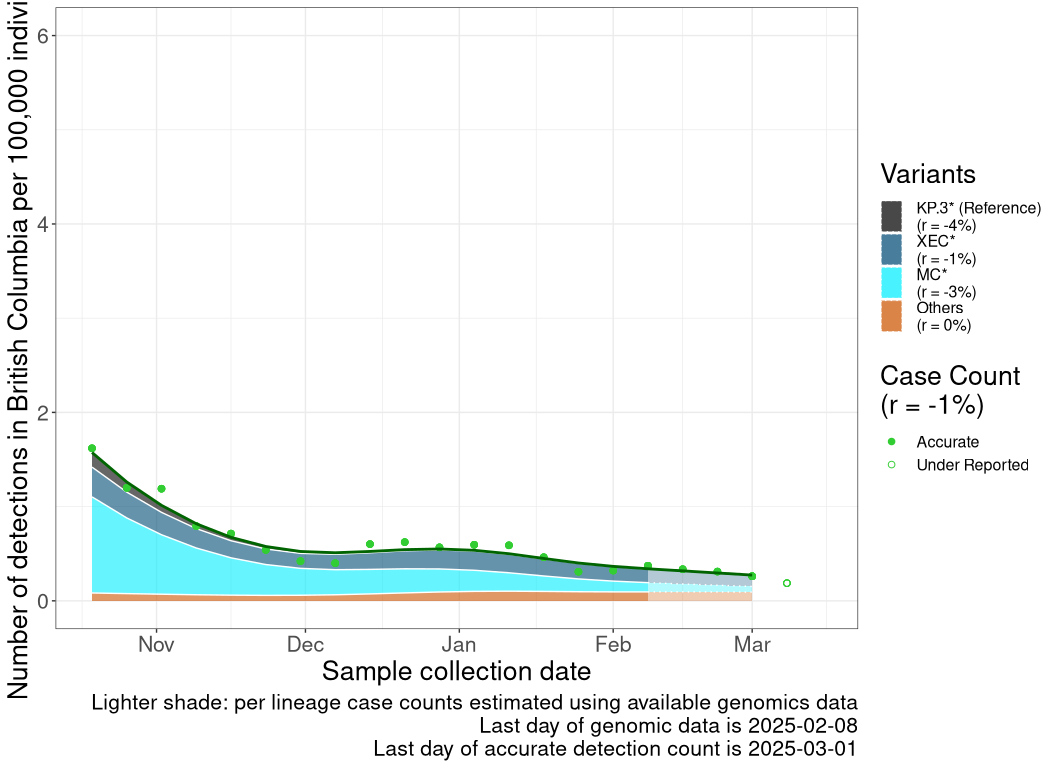 Number of detections in British Columbia per 100,000
6
4
2
0
Nov
Dec
Jan
Feb
Mar
Sample collection date
Lighter shade: per lineage case counts estimated using available genomics data
Last day of genomic data is 2025-02-08
Last day of accurate detection count is 2025-03-01
Variants
KP.3* (Reference)
(r = -4%)
XEC*
(r = -1%)
MC*
(r = -3%)
Others
(r = 0%)
Case Count
(r = -1%)
Accurate
Under Reported